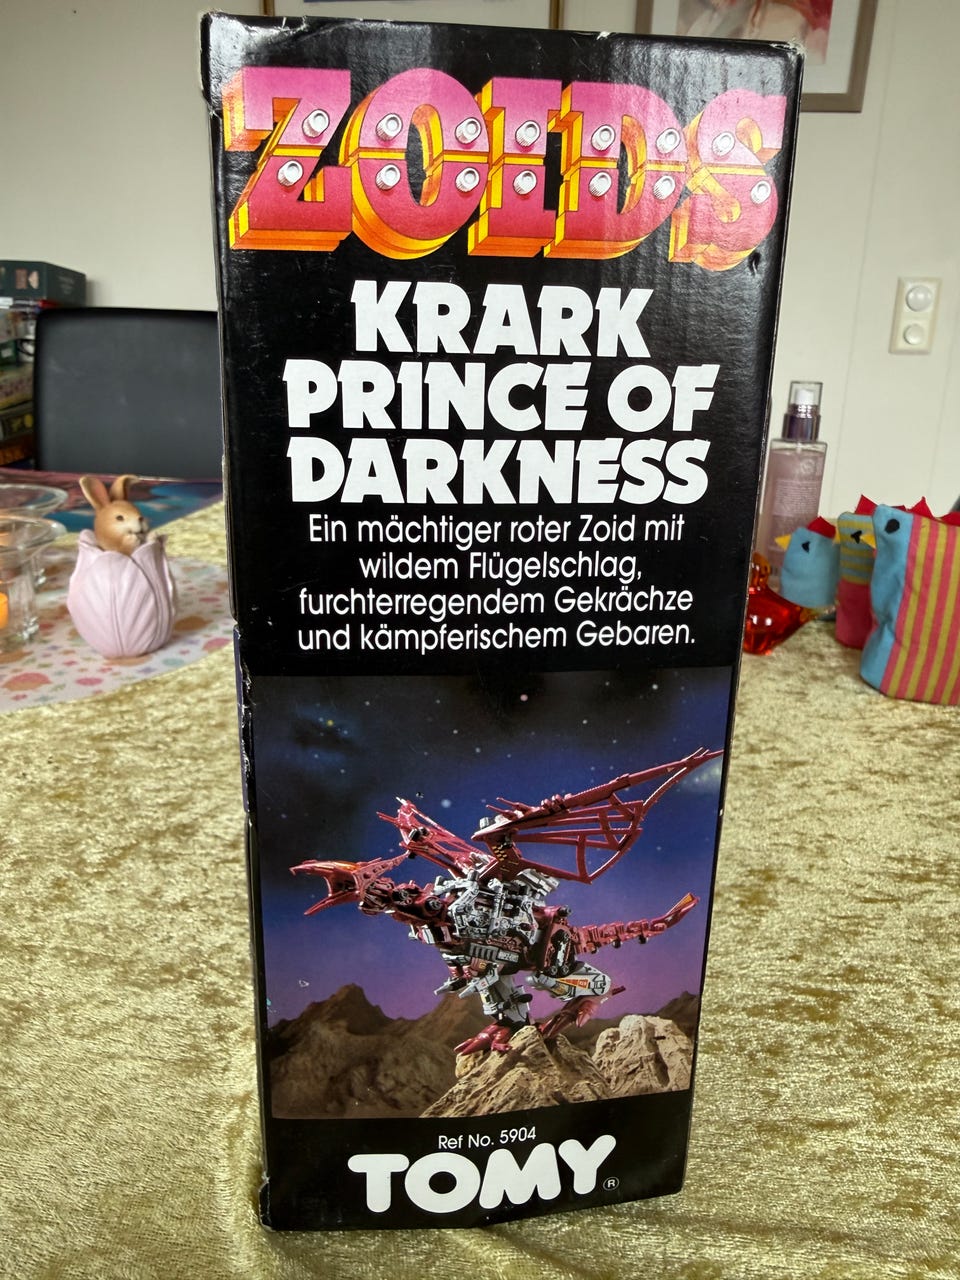 ZOIDS
KRARK
PRINCE OF
DARKNESS
Ein mächtiger roter Zoid mit
wildem Flügelschlag,
furchterregendem Gekrächze
und kämpferischem Gebaren.
Ref No. 5904
TOMY®